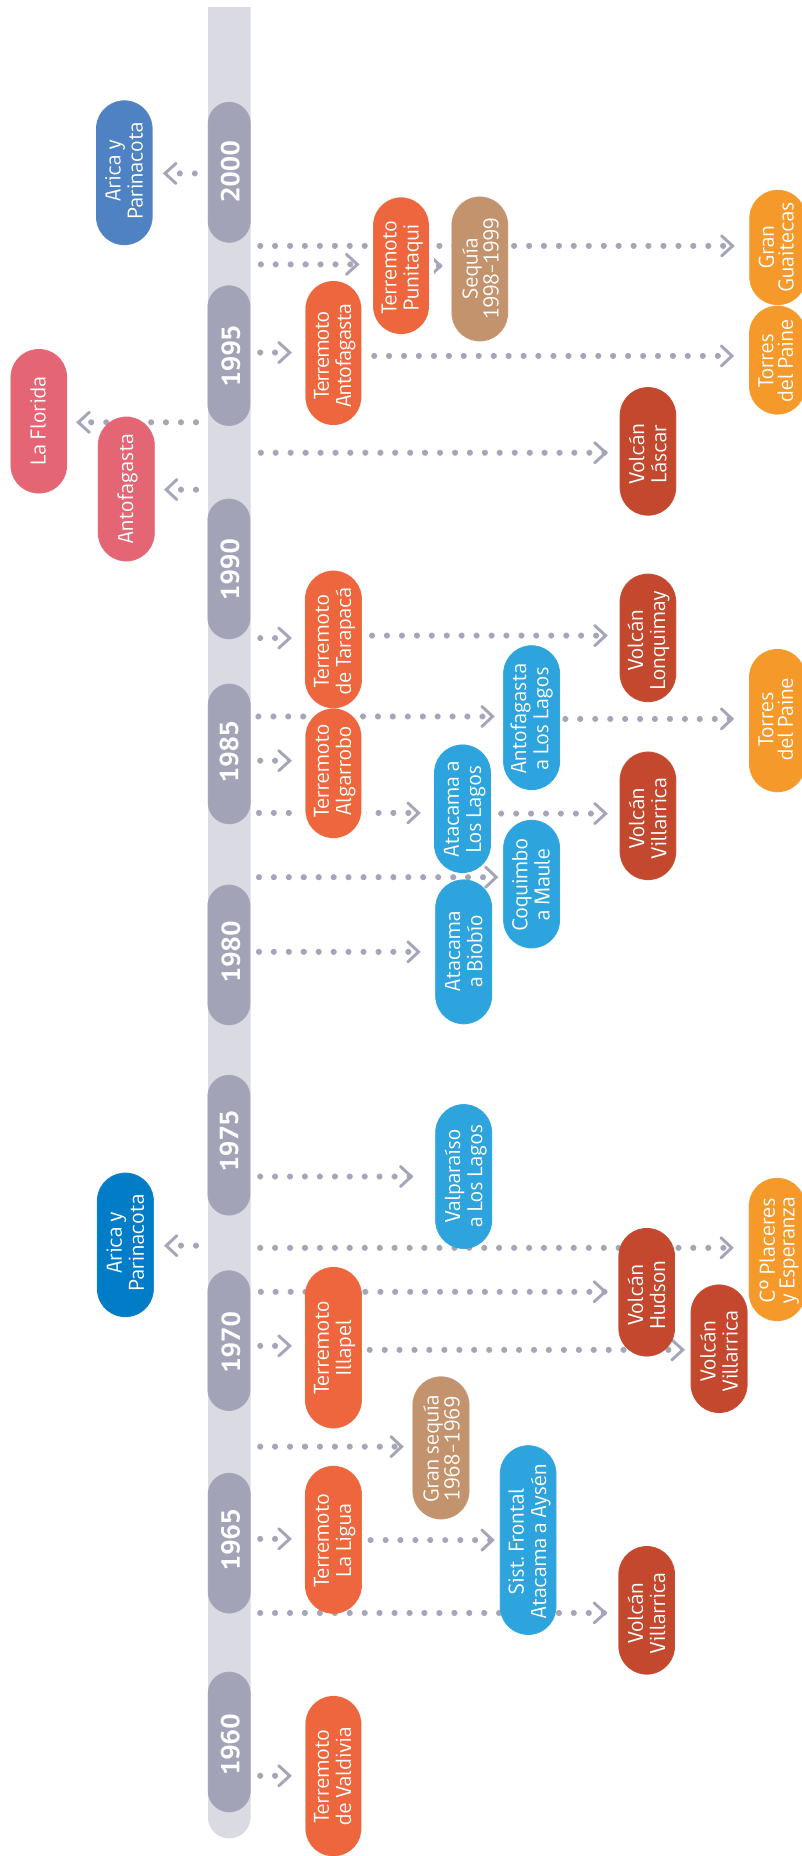 Arica y
Parinacota
La Florida
Antofagasta
Arica y
Parinacota
1960
1965
1970
1975
1980
1985
1990
1995
2000
Terremoto
de Valdivia
Terremoto
La Ligua
Terremoto
Illapel
Terremoto
Algarrobo
Terremoto
de Tarapacá
Terremoto
Antofagasta
Terremoto
Punitaqui
Gran sequía
1968-1969
Sequía
1998-1999
Sist. Frontal
Atacama a Aysén
Valparaíso
a Los Lagos
Atacama
a Biobío
Coquimbo
a Maule
Atacama a
Los Lagos
Antofagasta
a Los Lagos
Volcán
Villarrica
Volcán
Villarrica
Volcán
Hudson
Volcán
Villarrica
Volcán
Lonquimay
Volcán
Láscar
Cº Placeres
y Esperanza
Torres
del Paine
Torres
del Paine
Gran
Guaitecas